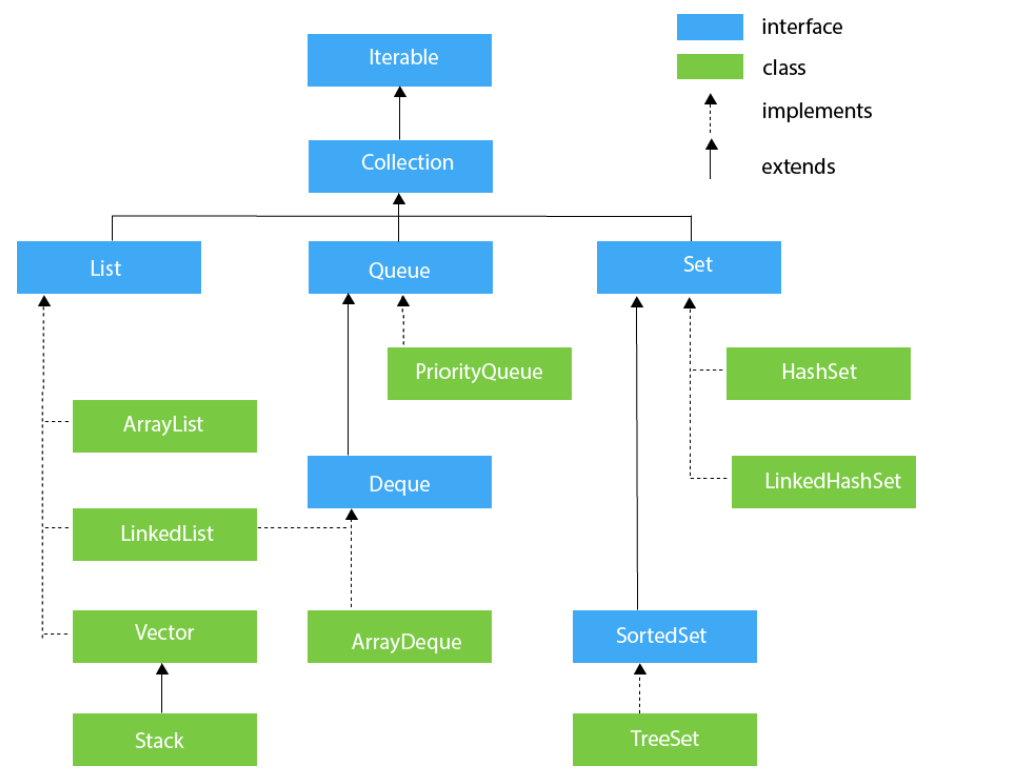 interface
Iterable
class
implements
Collection
extends
List
Queue
Set
PriorityQueue
HashSet
ArrayList
Deque
LinkedHashSet
LinkedList
Vector
ArrayDeque
SortedSet
Stack
TreeSet